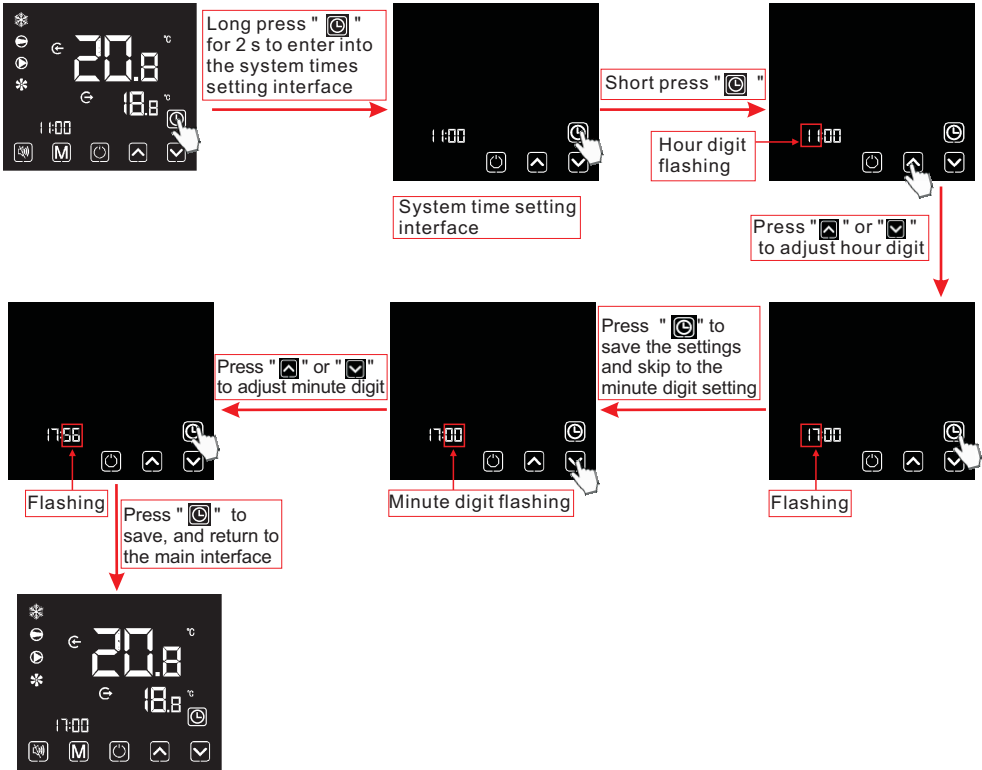 20.8 ℃
18.8 ℃
11:00
M
Long press " "
for 2 s to enter into
the system times
setting interface
11:00
System time setting
interface
Short press " "
11:00
Hour digit
flashing
Press " " or " "
to adjust hour digit
17:00
Flashing
Press " " to
save the settings
and skip to the
minute digit setting
17:00
Minute digit flashing
Press " " or " "
to adjust minute digit
17:56
Flashing
Press " " to
save, and return to
the main interface
20.8 ℃
18.8 ℃
17:00
M